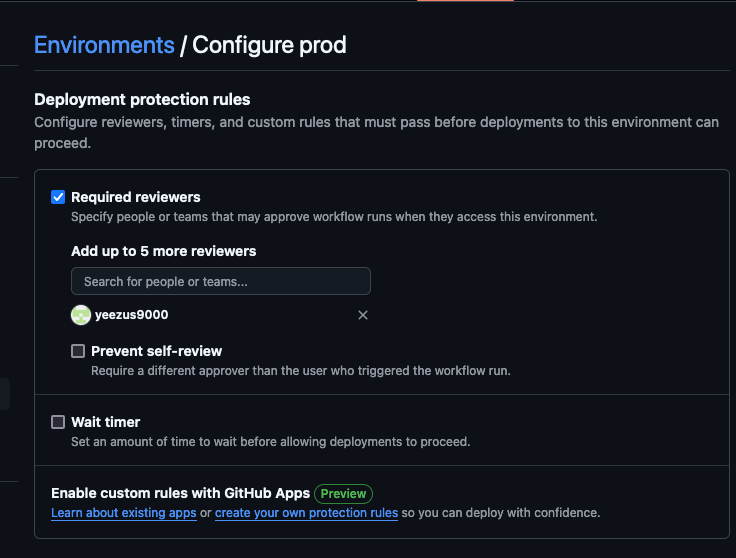 Environments / Configure prod
Deployment protection rules
Configure reviewers, timers, and custom rules that must pass before deployments to this environment can
proceed.
Required reviewers
Specify people or teams that may approve workflow runs when they access this environment.
Add up to 5 more reviewers
Search for people or teams...
yeezus9000
Prevent self-review
Require a different approver than the user who triggered the workflow run.
Wait timer
Set an amount of time to wait before allowing deployments to proceed.
Enable custom rules with GitHub Apps Preview
Learn about existing apps or create your own protection rules so you can deploy with confidence.